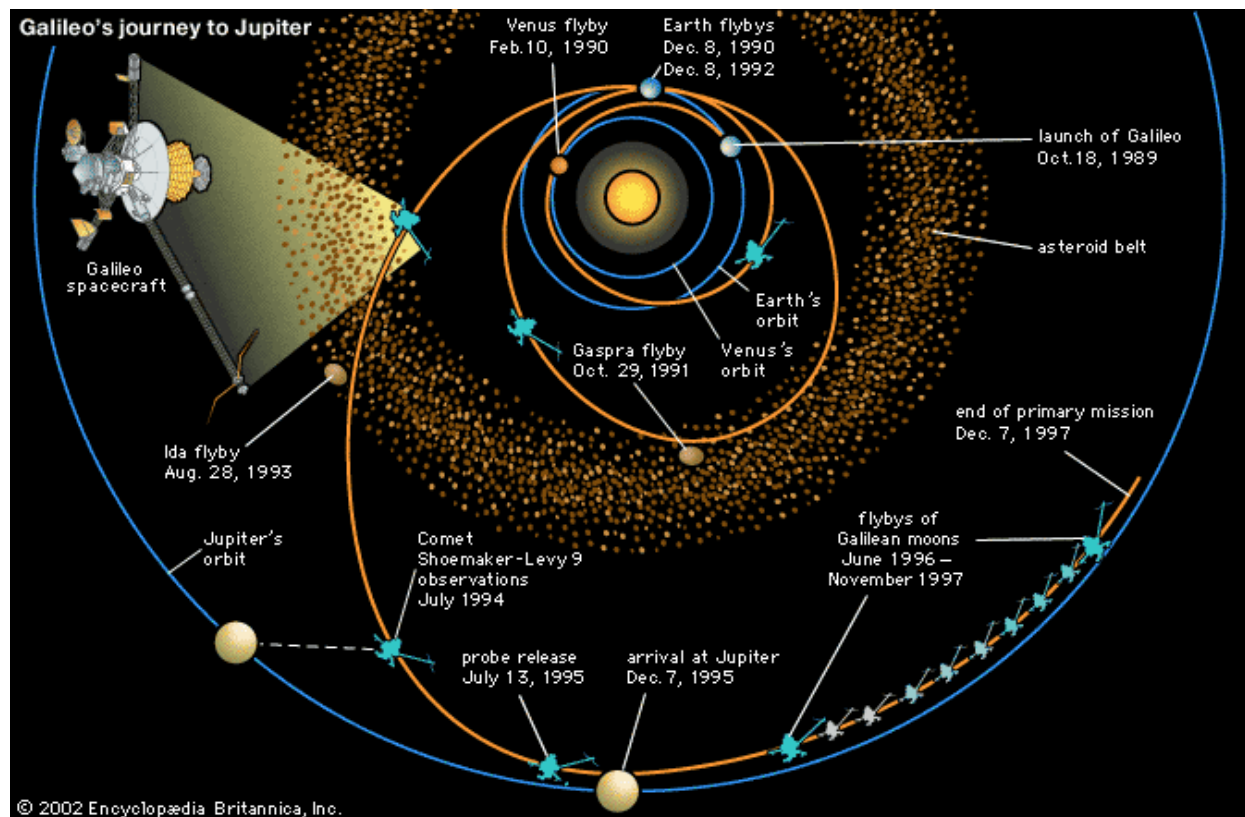 Galileo's journey to Jupiter
Venus flyby
Feb.10, 1990
Earth flybys
Dec. 8, 1990
Dec. 8, 1992
launch of Galileo
Oct.18, 1989
asteroid belt
Galileo
spacecraft
Earth's
orbit
Venus's
orbit
Gaspra flyby
Oct. 29, 1991
Ida flyby
Aug. 28, 1993
end of primary mission
Dec. 7, 1997
flybys of
Galilean moons
June 1996 –
November 1997
Jupiter's
orbit
Comet
Shoemaker-Levy 9
observations
July 1994
probe release
July 13, 1995
arrival at Jupiter
Dec. 7, 1995
© 2002 Encyclopædia Britannica, Inc.